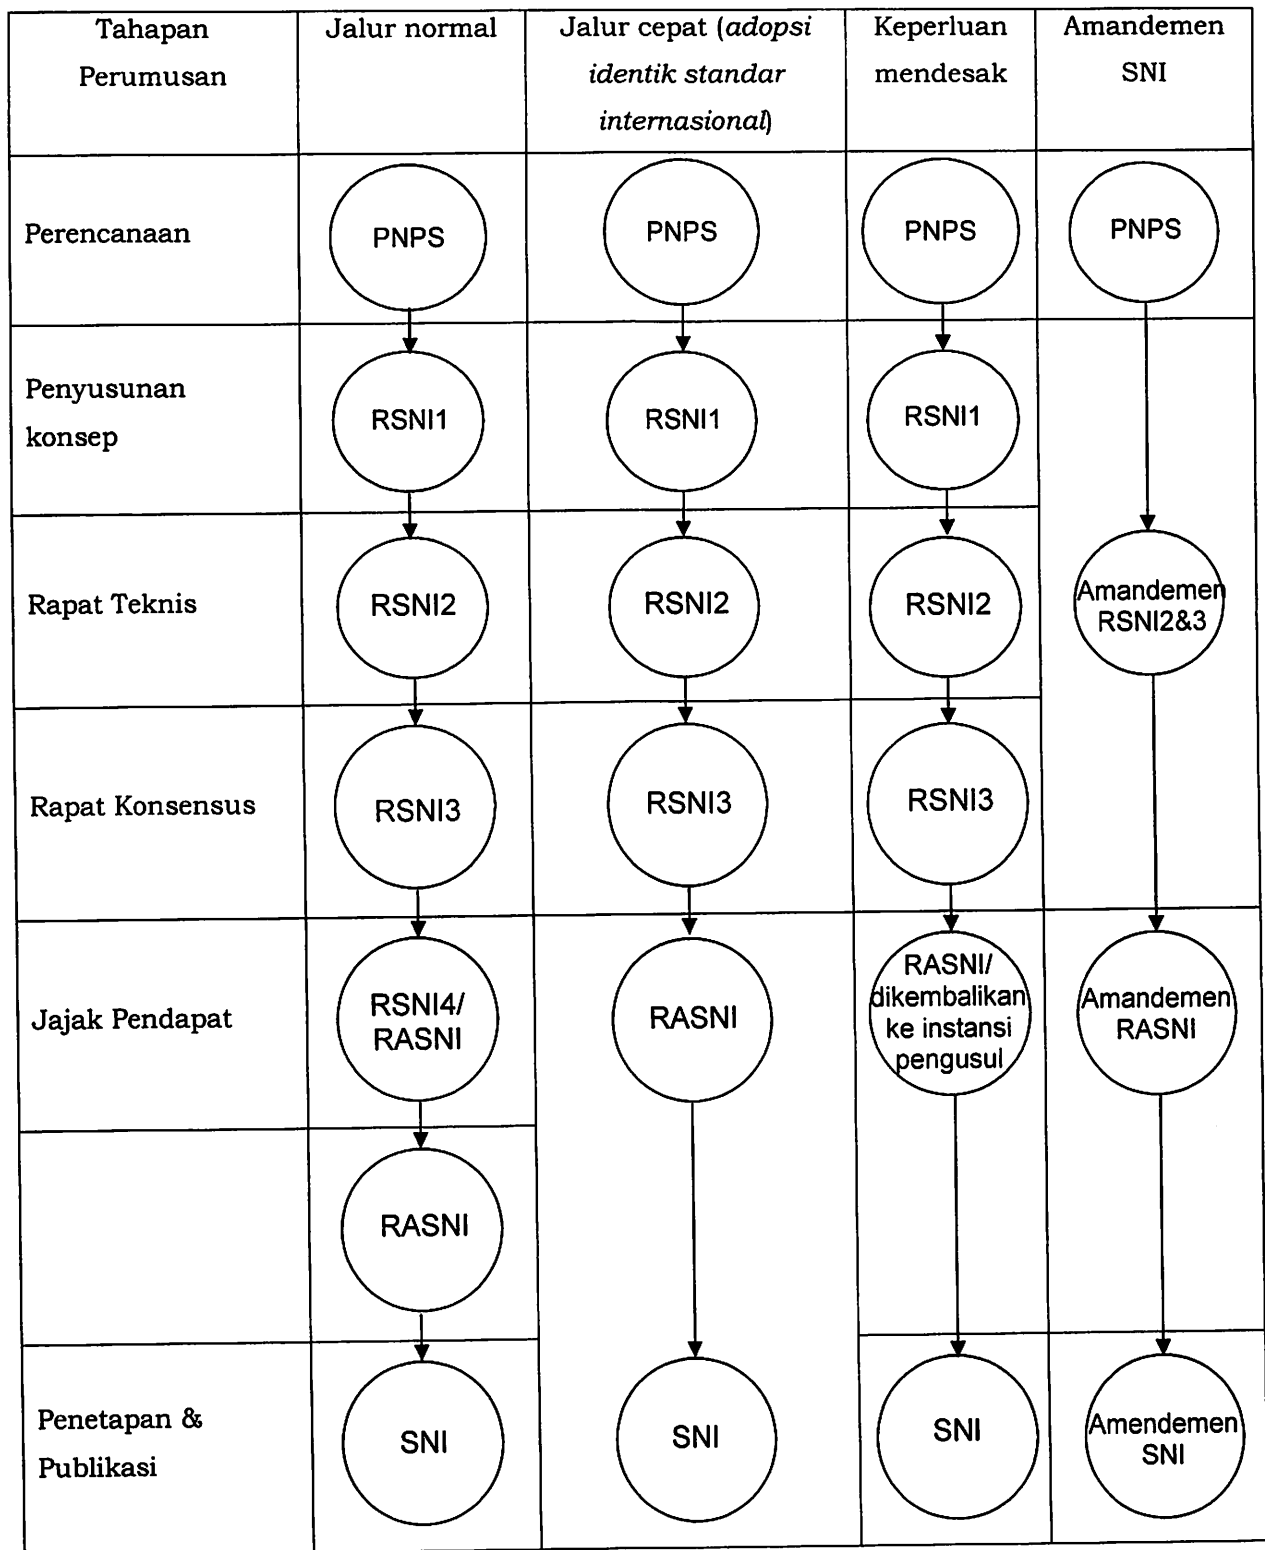 Tahapan
Perumusan
Jalur normal
Jalur cepat (adopsi
identik standar
internasional)
Keperluan
mendesak
Amandemen
SNI
Perencanaan
PNPS
PNPS
PNPS
PNPS
Penyusunan
konsep
RSNI1
RSNI1
RSNI1
Rapat Teknis
RSNI2
RSNI2
RSNI2
Amandemen
RSNI2&3
Rapat Konsensus
RSNI3
RSNI3
RSNI3
Jajak Pendapat
RSNI4/
RASNI
RASNI
RASNI/
dikembalikan
ke instansi
pengusul
Amandemen
RASNI
RASNI
Penetapan &
Publikasi
SNI
SNI
SNI
Amendemen
SNI